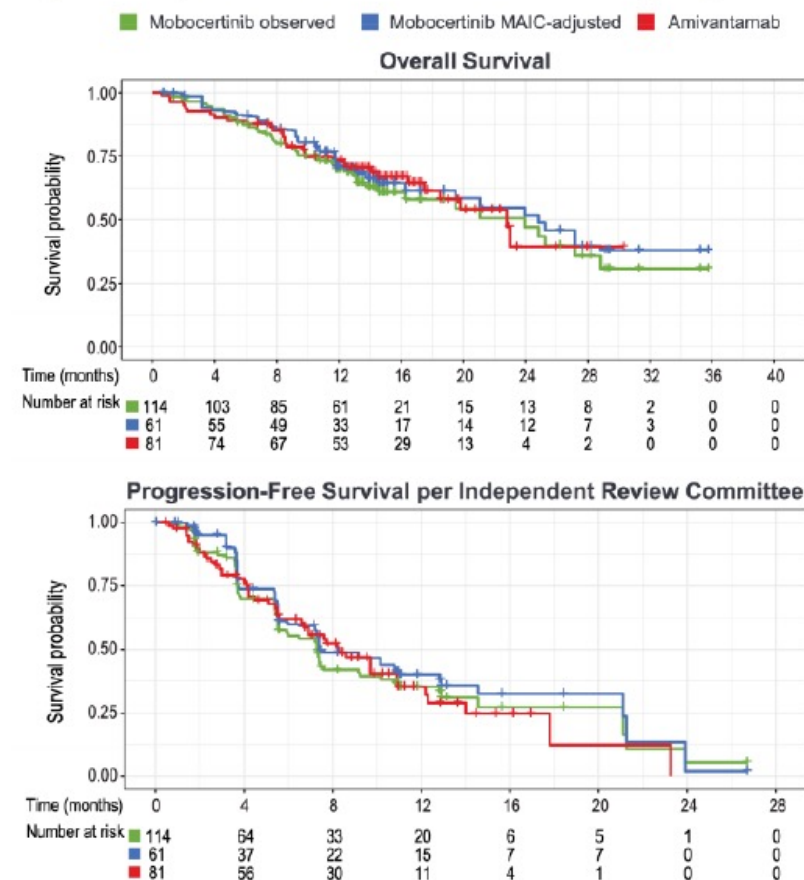 Mobocertinib observed Mobocertinib MAIC-adjusted Amivantamab
Overall Survival
1.00
0.75
0.50
0.25
0.00
Survival probability
Time (months) 0 4 8 12 16 20 24 28 32 36 40
Number at risk 114 103 85 61 21 15 13 8 2 0 0
61 55 49 33 17 14 12 7 3 0 0
81 74 67 53 29 13 4 2 0 0 0
Progression-Free Survival per Independent Review Committee
1.00
0.75
0.50
0.25
0.00
Survival probability
Time (months) 0 4 8 12 16 20 24 28
Number at risk 114 64 33 20 6 5 1 0
61 37 22 15 7 7 0 0
81 56 30 11 4 1 0 0